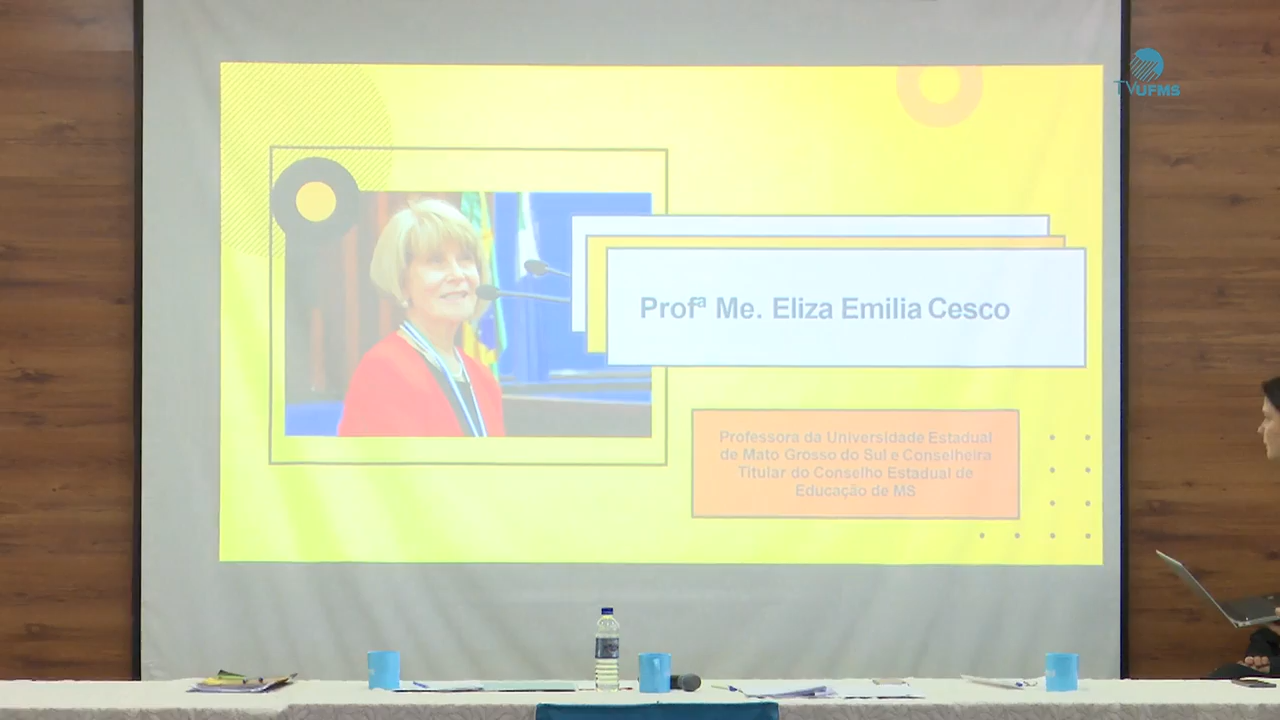 TVUFMS
Profª Me. Eliza Emilia Cesco
Professora da Universidade Estadual
de Mato Grosso do Sul e Conselheira
Titular do Conselho Estadual de
Educação de MS